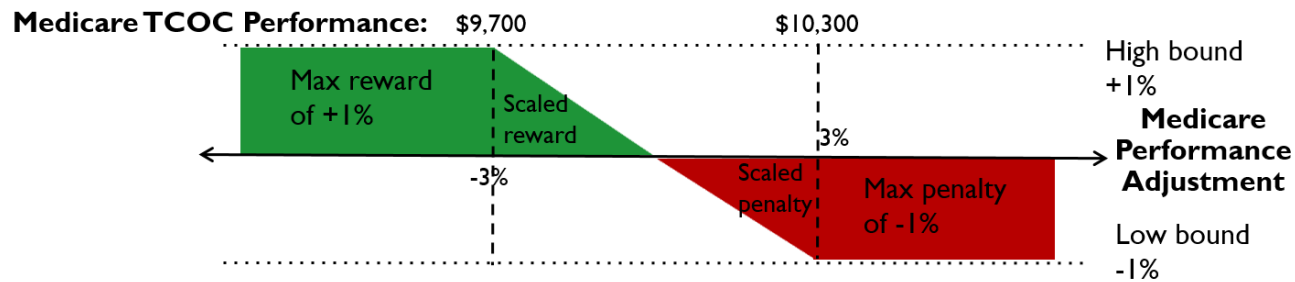 Medicare TCOC Performance: $9,700 $10,300
High bound
+1%
Max reward
of +1%
Scaled
reward
Medicare
Performance
Adjustment
3%
-3%
Scaled
penalty
Max penalty
of -1%
Low bound
-1%